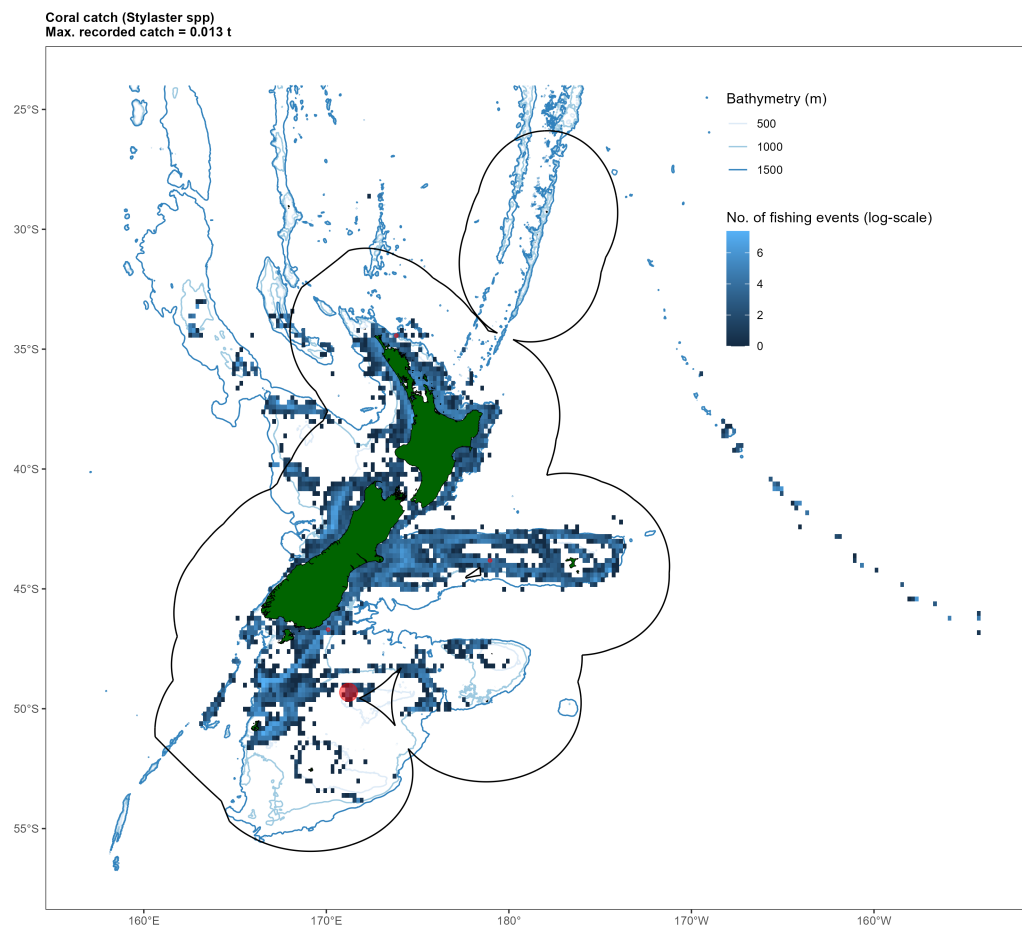 Coral catch (Stylaster spp)
Max. recorded catch = 0.013 t
25°S
30°S
35°S
40°S
45°S
50°S
55°S
160°E
170°E
180°
170°W
160°W
Bathymetry (m)
500
1000
1500
No. of fishing events (log-scale)
6
4
2
0